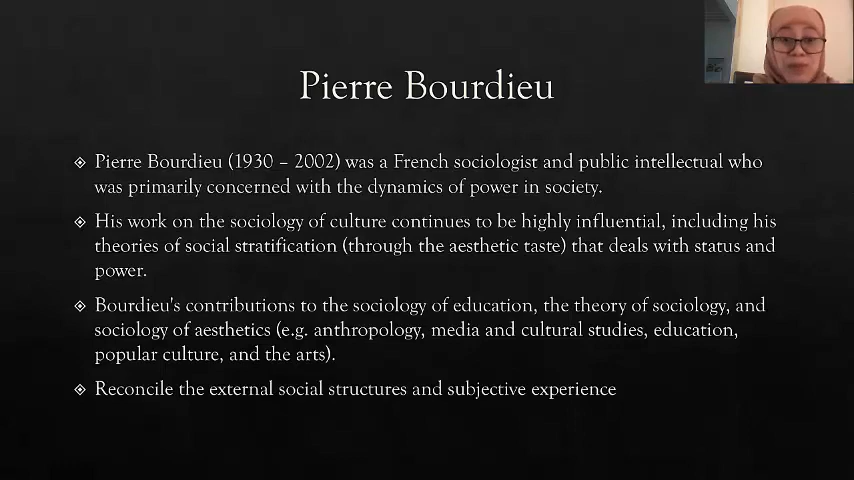 Pierre Bourdieu
Pierre Bourdieu (1930 – 2002) was a French sociologist and public intellectual who
was primarily concerned with the dynamics of power in society.
His work on the sociology of culture continues to be highly influential, including his
theories of social stratification (through the aesthetic taste) that deals with status and
power.
Bourdieu's contributions to the sociology of education, the theory of sociology, and
sociology of aesthetics (e.g. anthropology, media and cultural studies, education,
popular culture, and the arts).
Reconcile the external social structures and subjective experience